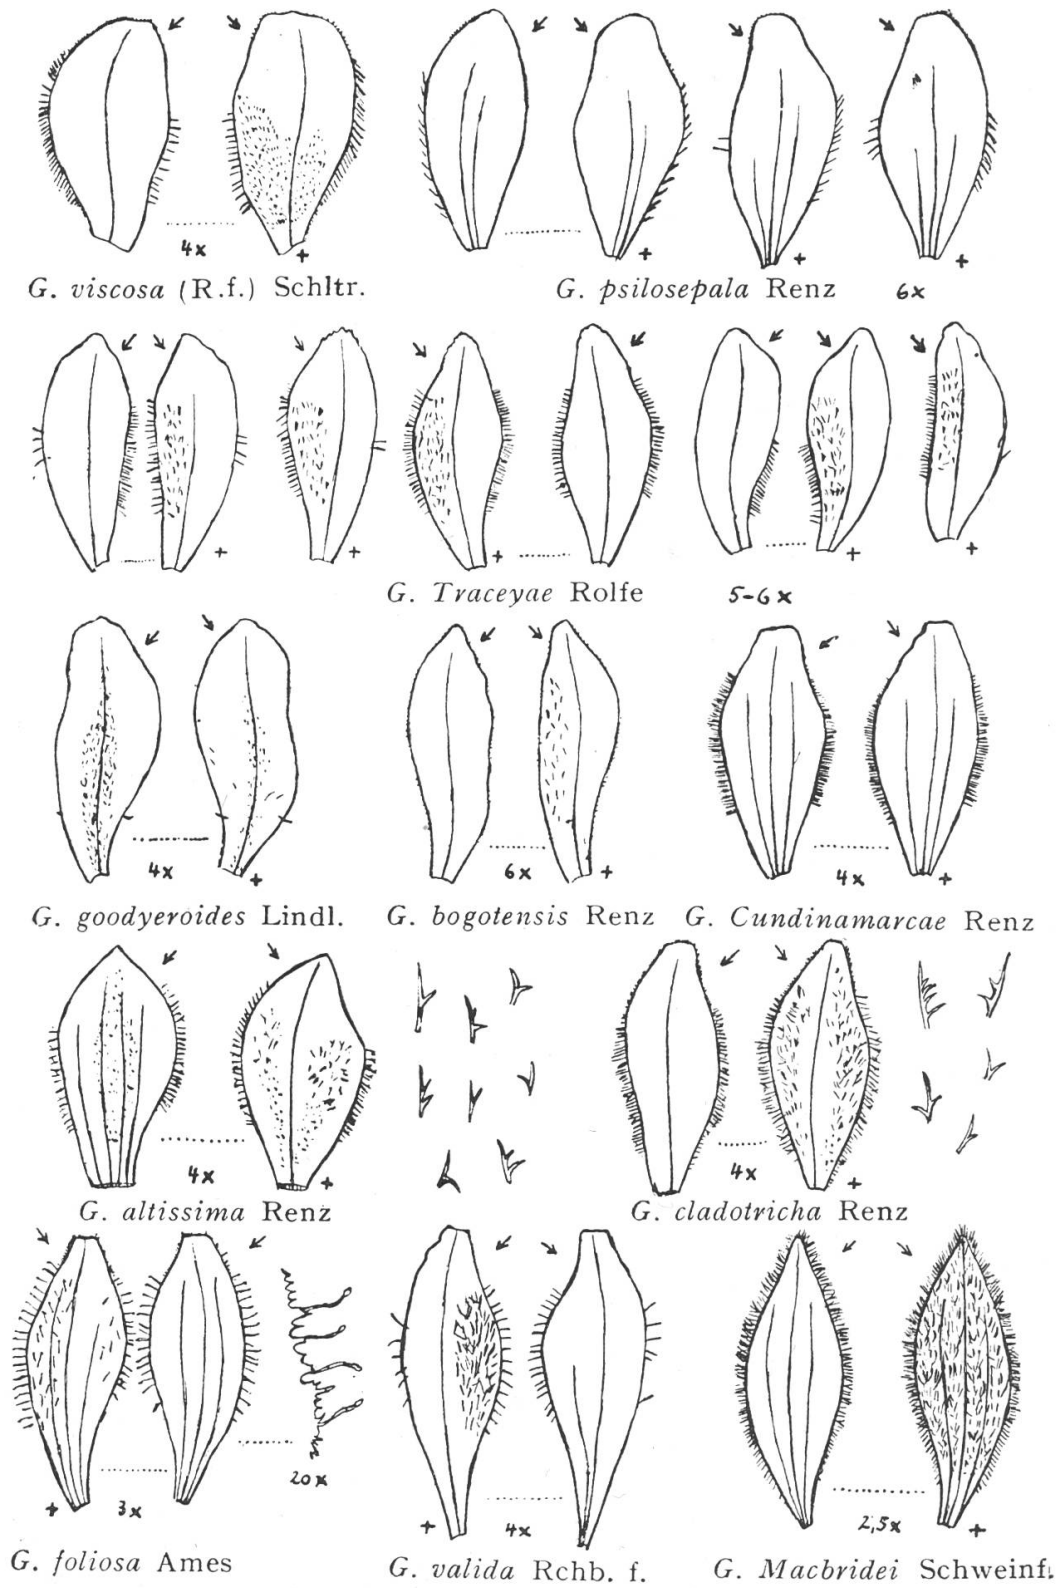 4x +
+ + +
G. viscosa (R.f.) Schltr. G. psilosepala Renz 6x
+ + + + +
G. Traceyae Rolfe 5-6x
4x + 6x + 4x +
G. goodyeroides Lindl. G. bogotensis Renz G. Cundinamarcae Renz
4x + 4x +
G. altissima Renz G. cladotricha Renz
20x
+ 3x + 4x 2,5x +
G. foliosa Ames G. valida Rchb. f. G. Macbridei Schweinf.